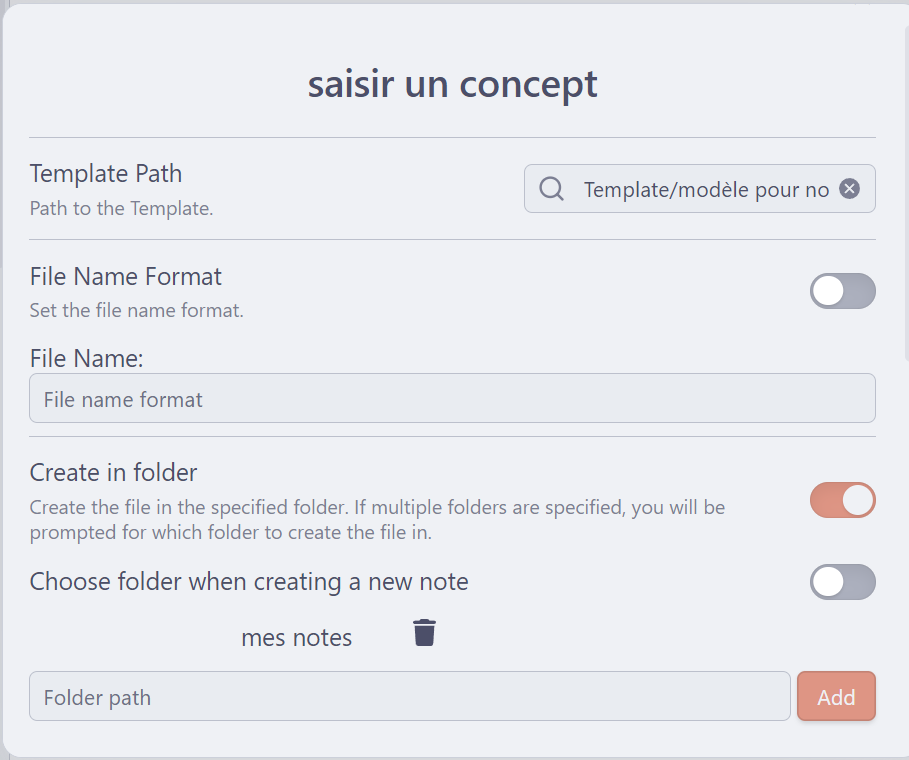 saisir un concept
Template Path
Path to the Template.
Template/modèle pour no
File Name Format
Set the file name format.
File Name:
File name format
Create in folder
Create the file in the specified folder. If multiple folders are specified, you will be
prompted for which folder to create the file in.
Choose folder when creating a new note
mes notes
Folder path
Add